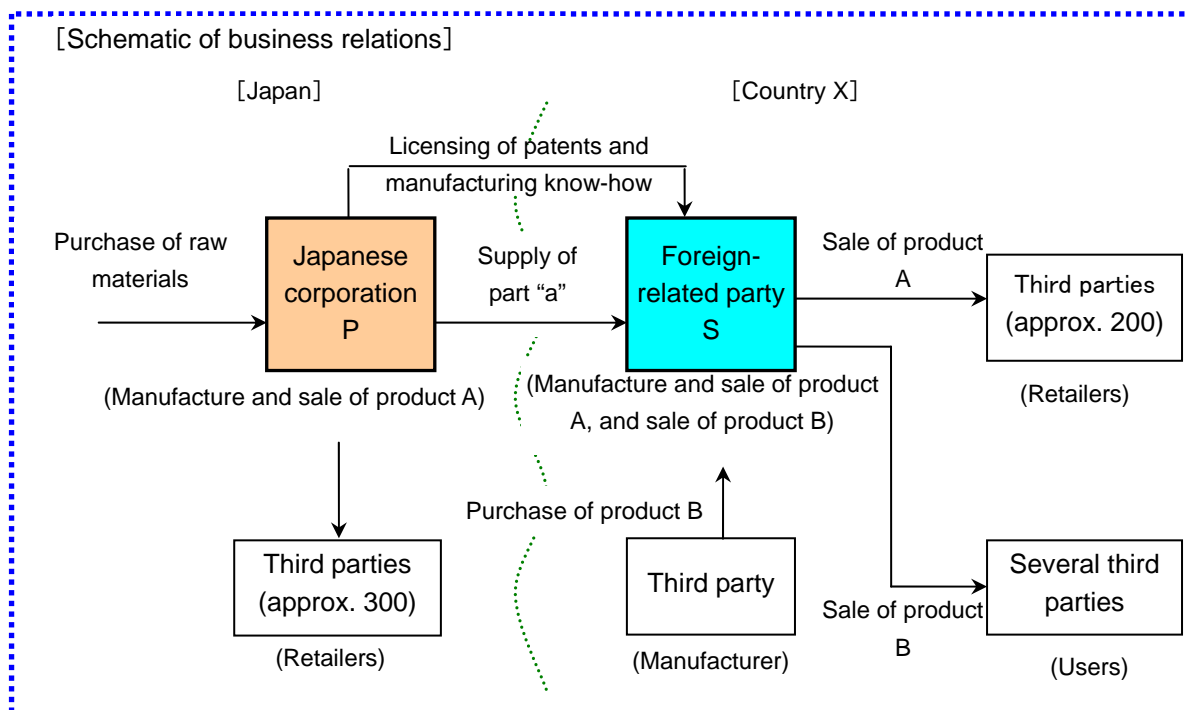 ［Schematic of business relations］
［Japan］
［Country X］
Licensing of patents and
manufacturing know-how
Purchase of raw
materials
Japanese
corporation
P
Supply of
part “a”
Foreign-
related party
S
Sale of product
A
Third parties
(approx. 200)
(Retailers)
(Manufacture and sale of product A)
(Manufacture and sale of product
A, and sale of product B)
Purchase of product B
Third parties
(approx. 300)
(Retailers)
Third party
(Manufacturer)
Sale of product
B
Several third
parties
(Users)